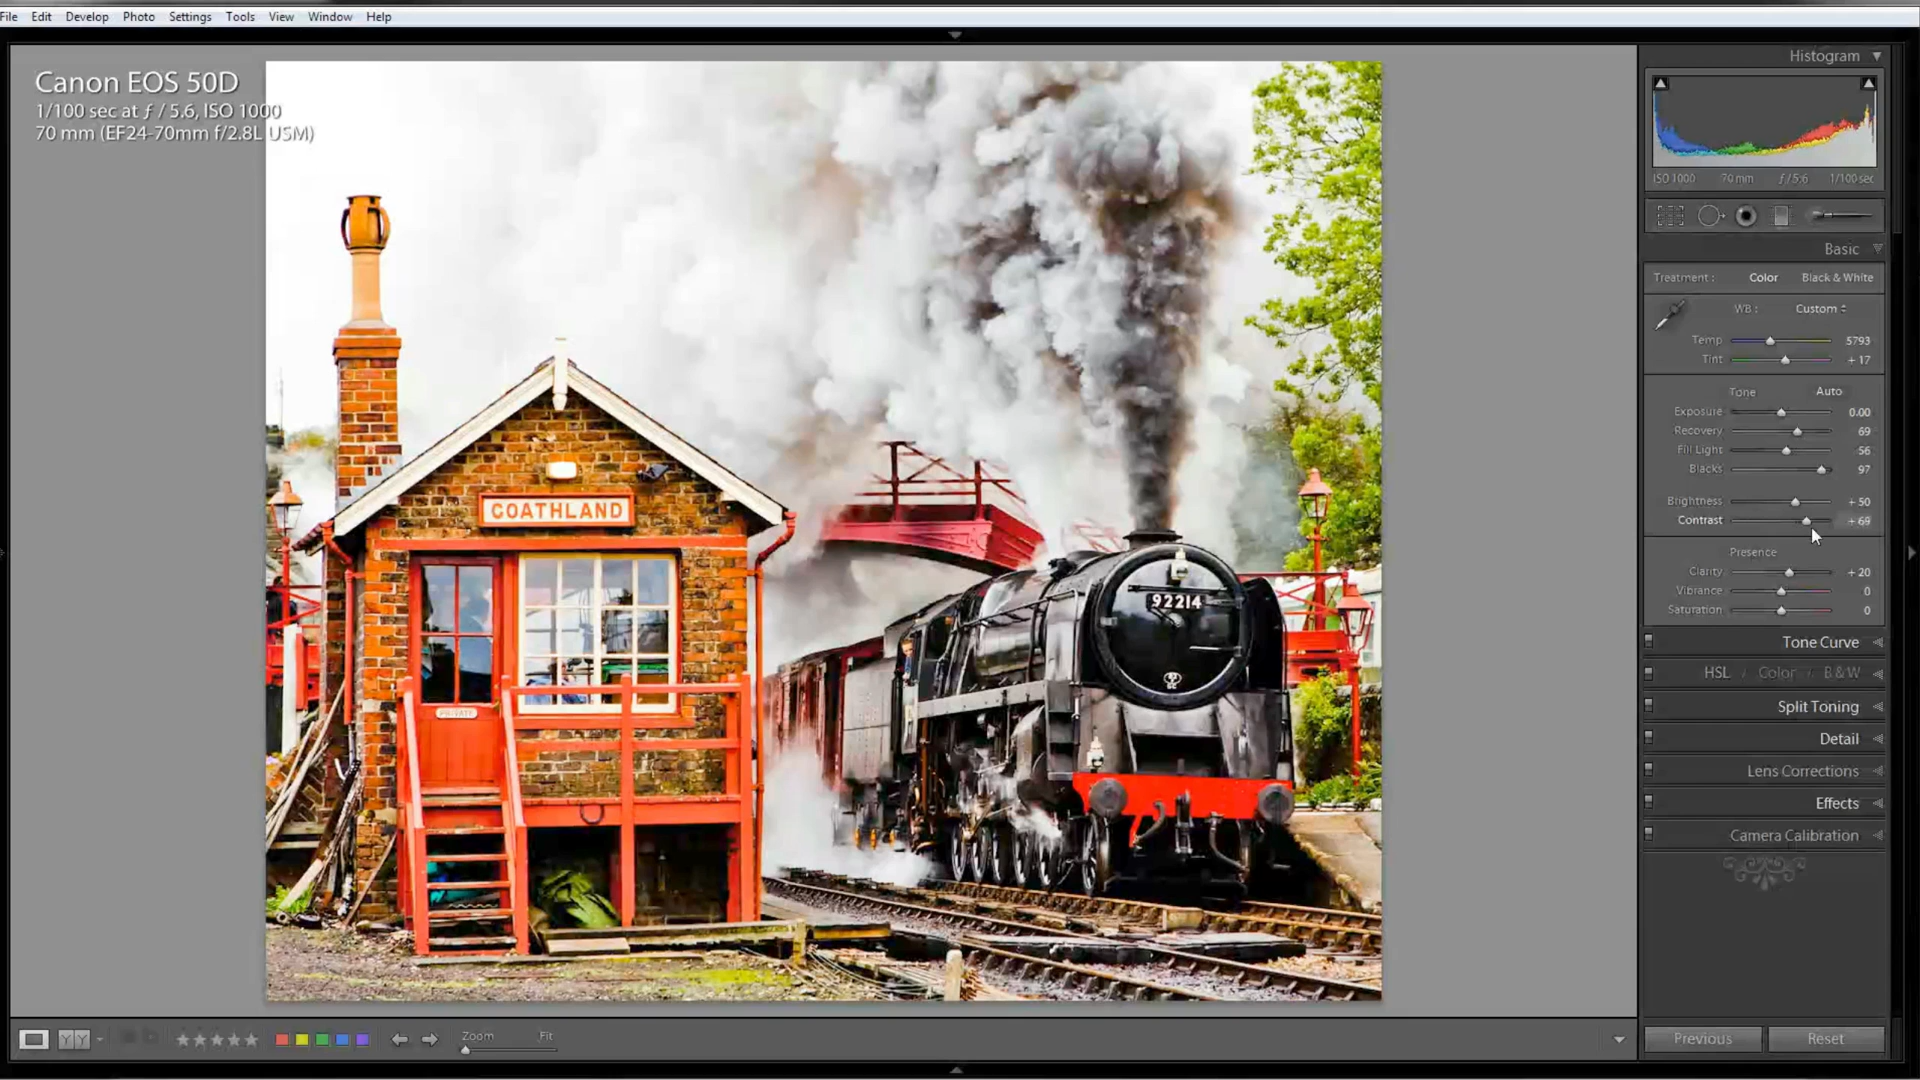 File Edit Develop Photo Settings Tools View Window Help
Canon EOS 50D
1/100 sec at ƒ / 5.6, ISO 1000
70 mm (EF24-70mm f/2.8L USM)
COATHLAND
PRIVATE
92214
Histogram
ISO 1000 70 mm ƒ / 5.6 1/100 sec
Basic
Treatment : Color Black & White
WB : Custom
Temp 5793
Tint + 17
Tone Auto
Exposure 0.00
Recovery 69
Fill Light 56
Blacks 97
Brightness + 50
Contrast + 69
Presence
Clarity + 20
Vibrance 0
Saturation 0
Tone Curve
HSL / Color / B & W
Split Toning
Detail
Lens Corrections
Effects
Camera Calibration
Y Y Zoom Fit
Previous Reset